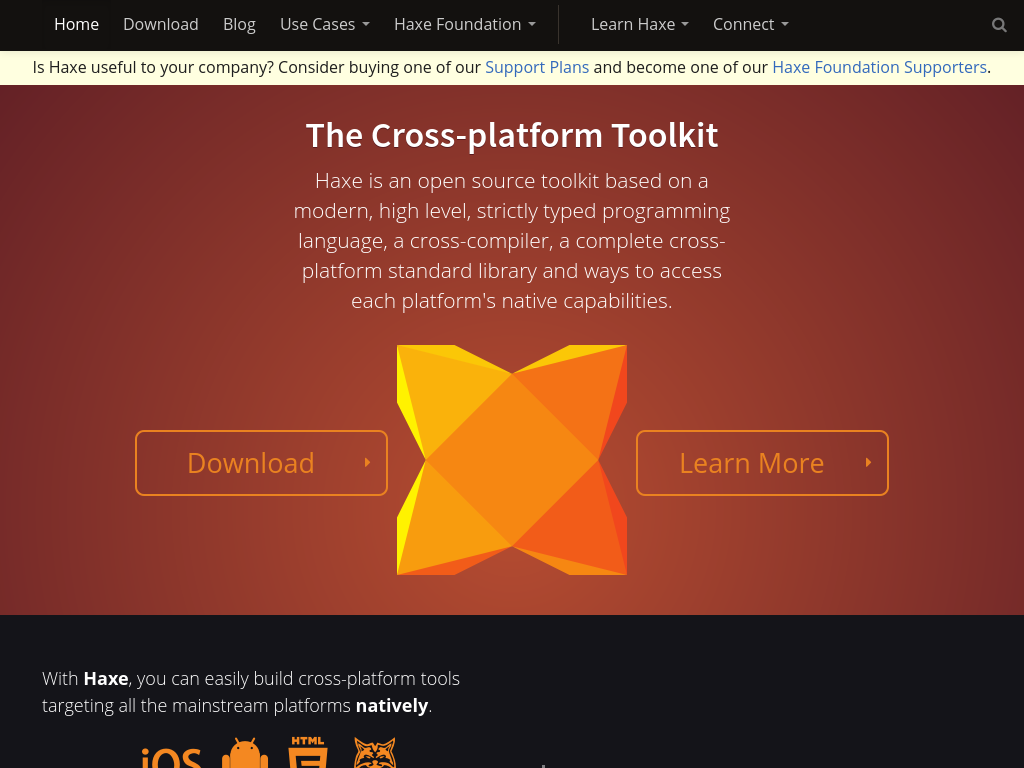 Home Download Blog Use Cases Haxe Foundation Learn Haxe Connect
Is Haxe useful to your company? Consider buying one of our Support Plans and become one of our Haxe Foundation Supporters.
The Cross-platform Toolkit
Haxe is an open source toolkit based on a
modern, high level, strictly typed programming
language, a cross-compiler, a complete cross-
platform standard library and ways to access
each platform's native capabilities.
Download
Learn More
With Haxe, you can easily build cross-platform tools
targeting all the mainstream platforms natively.
iOS
HTML